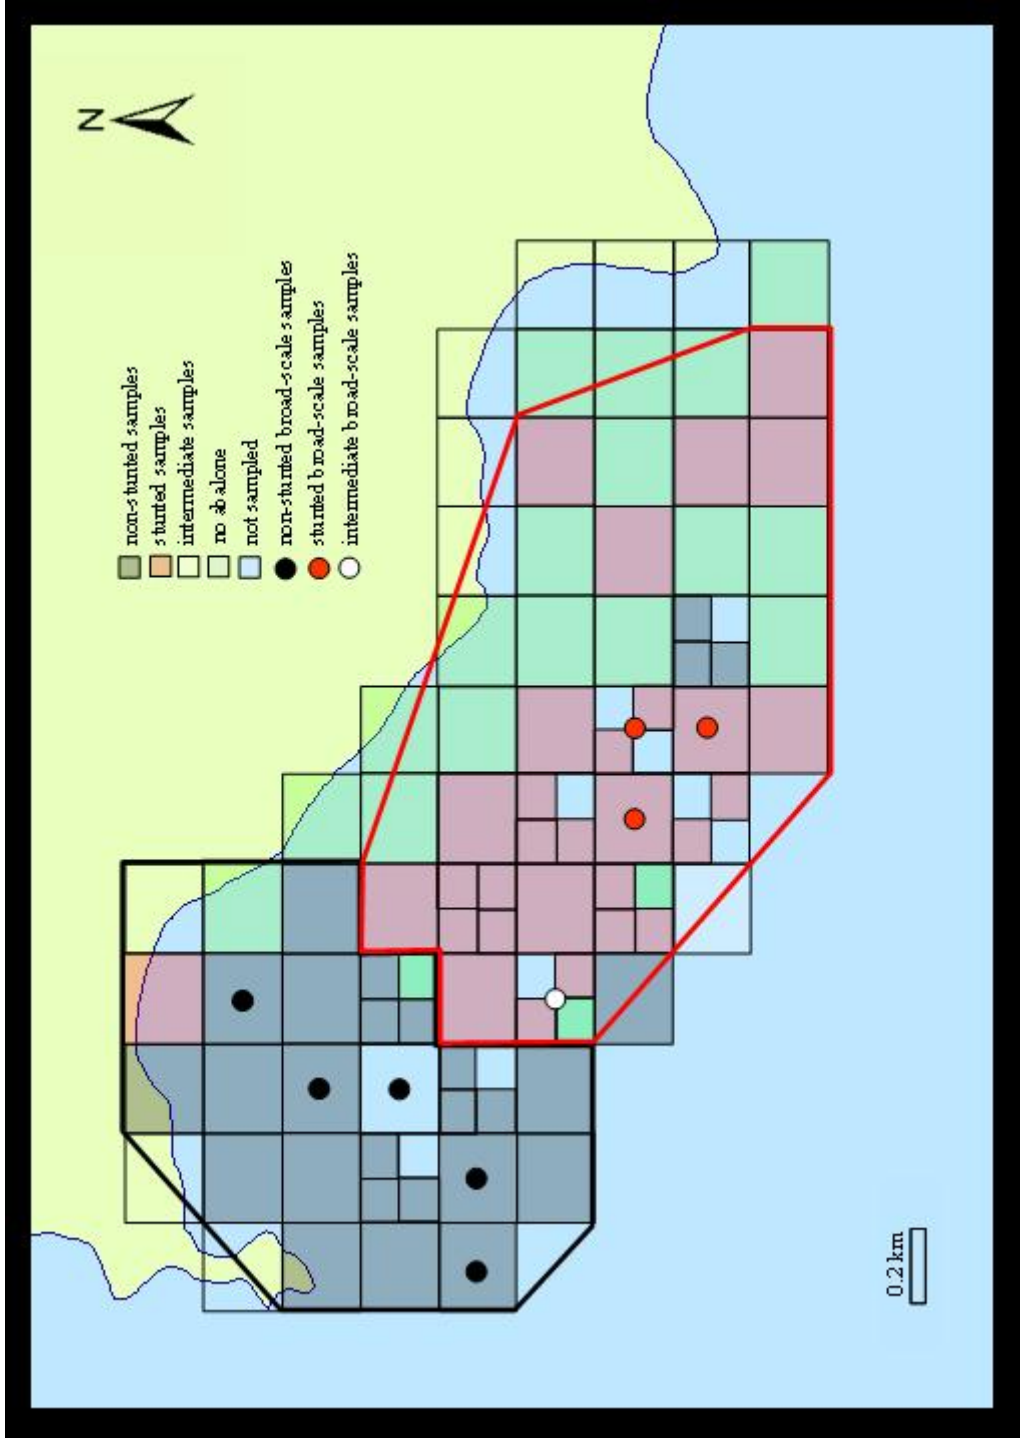 N
non-stunted samples
stunted samples
intermediate samples
no abalone
not sampled
non-stunted broad-scale samples
stunted broad-scale samples
intermediate broad-scale samples
0.2 km